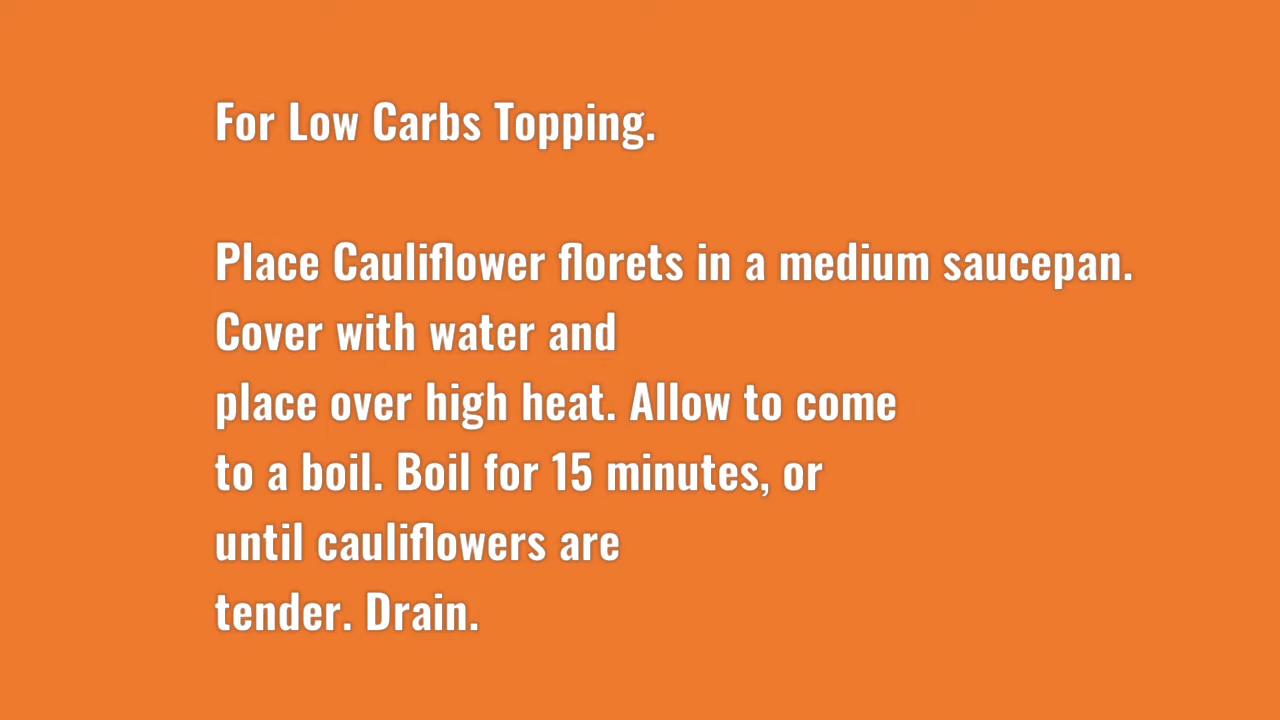 For Low Carbs Topping.
Place Cauliflower florets in a medium saucepan.
Cover with water and
place over high heat. Allow to come
to a boil. Boil for 15 minutes, or
until cauliflowers are
tender. Drain.